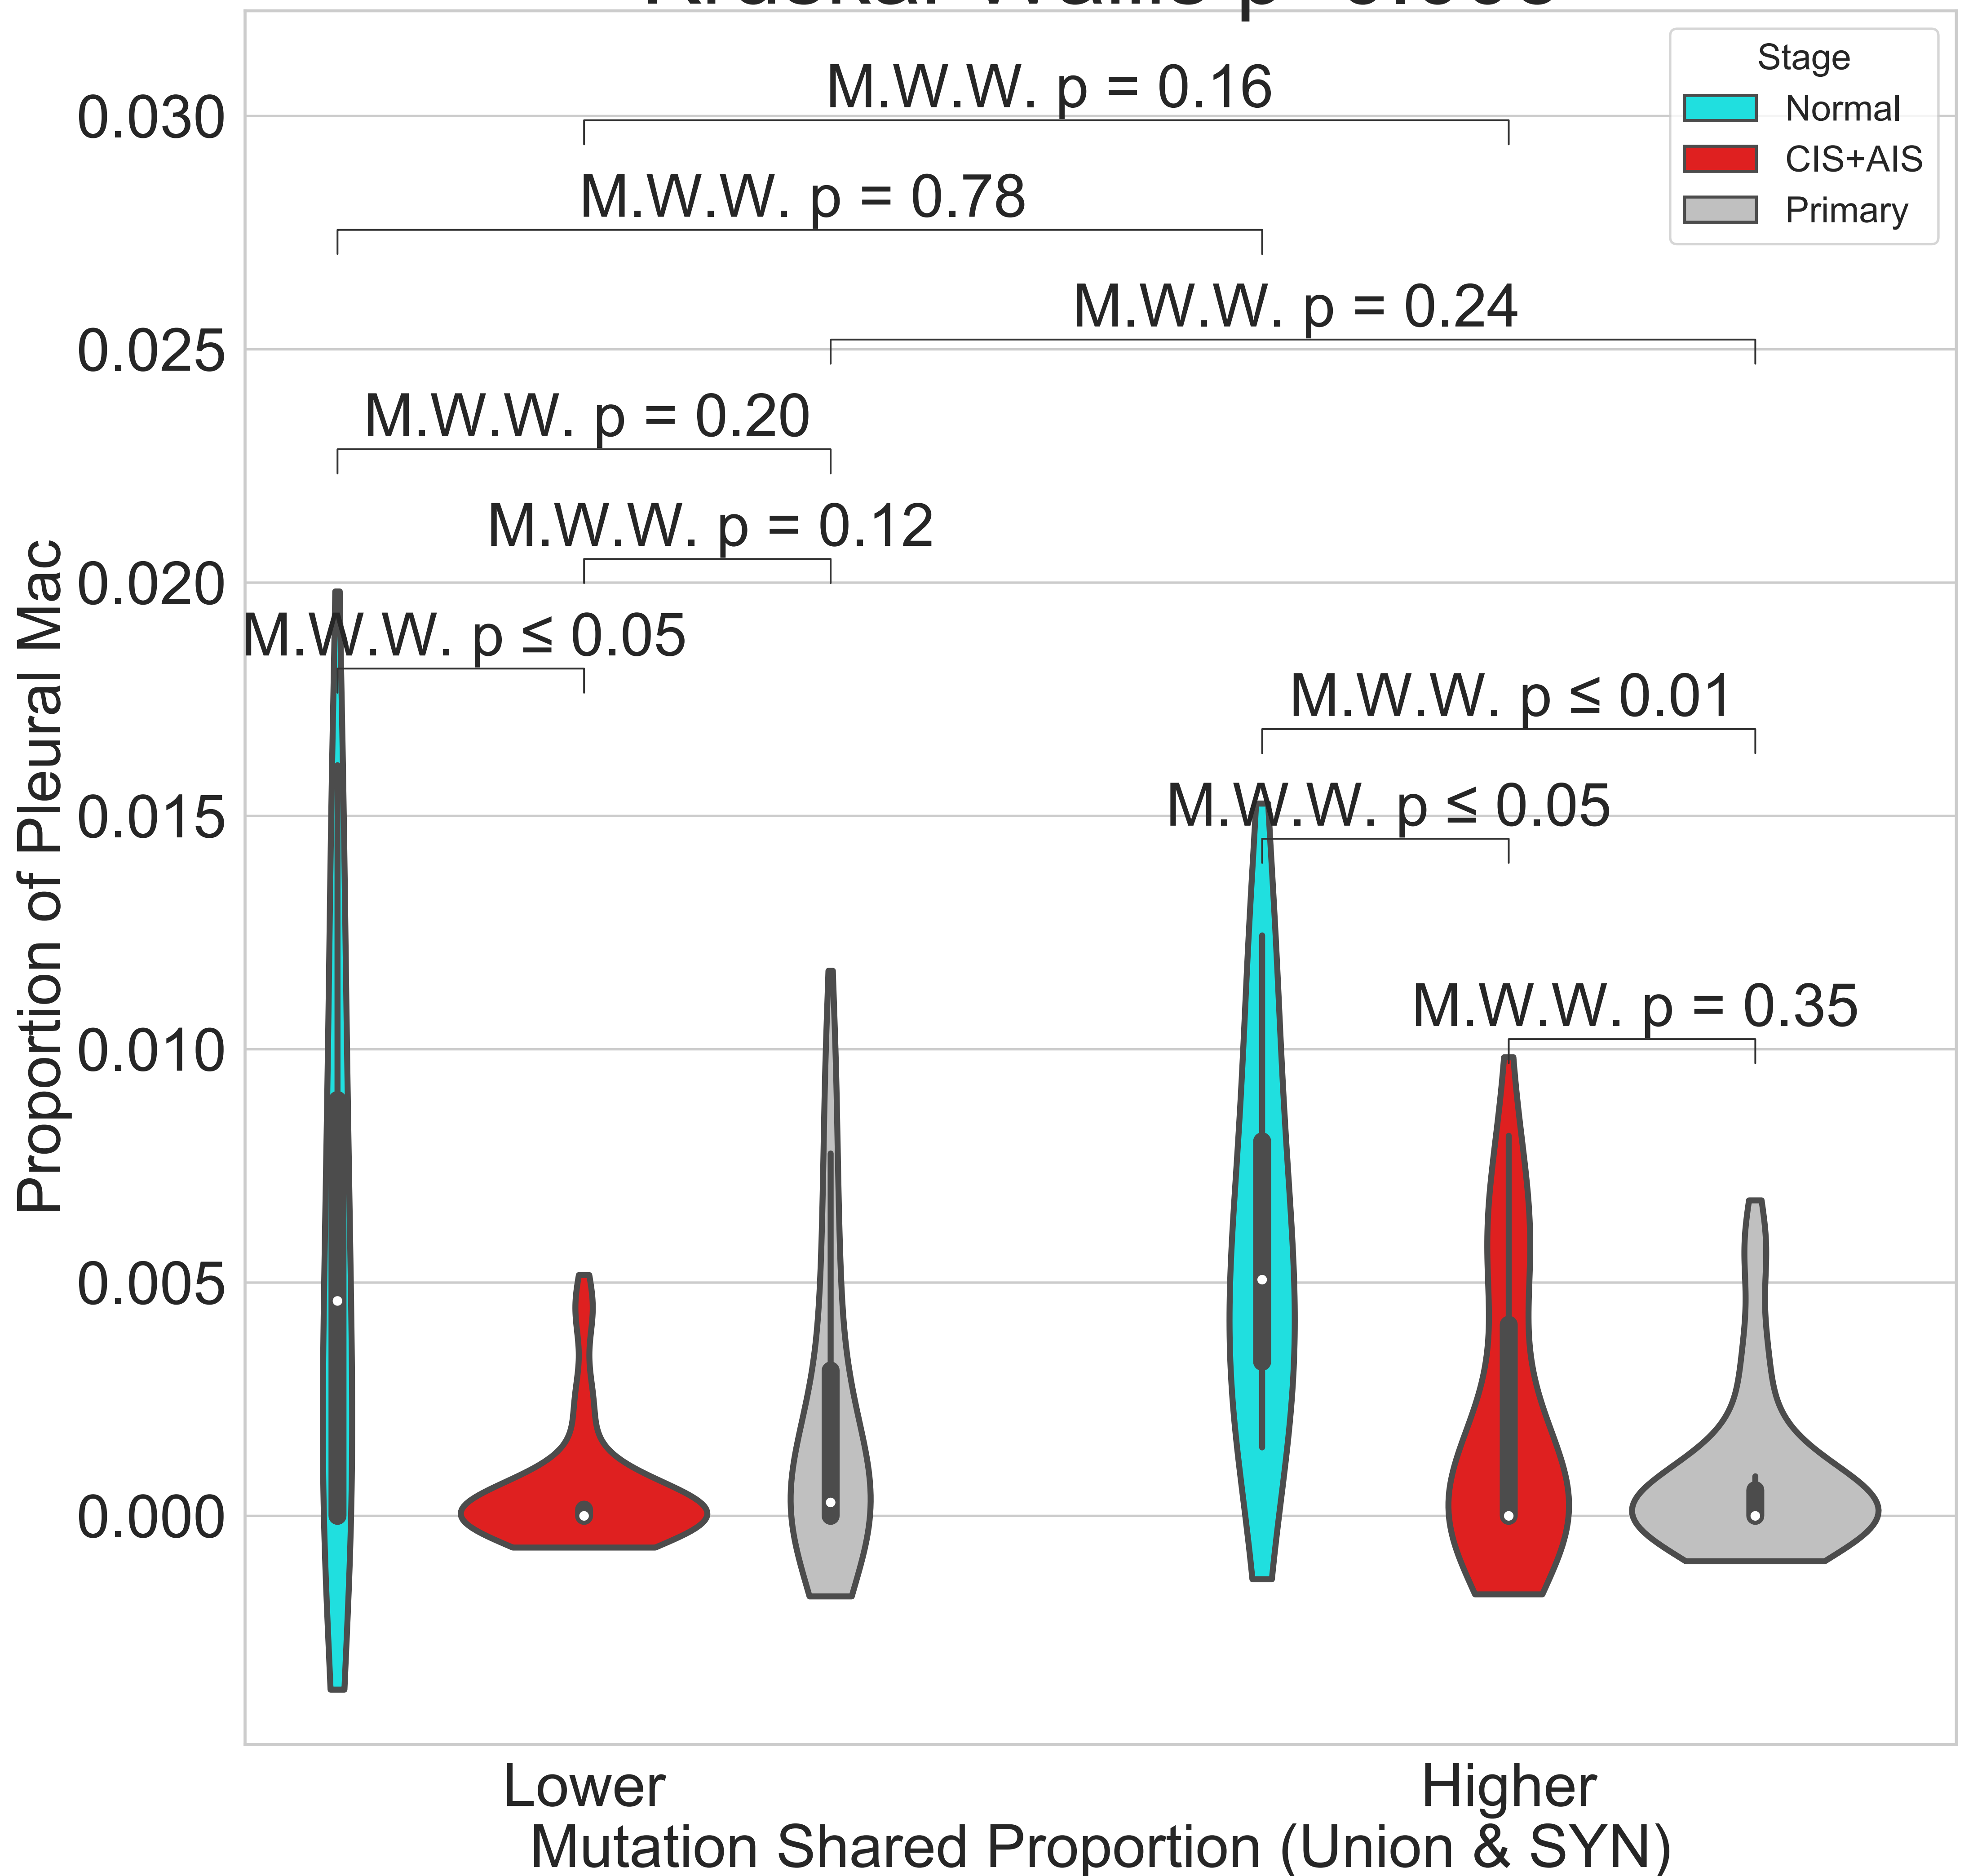 Stage
Normal
CIS+AIS
Primary
M.W.W. p = 0.16
M.W.W. p = 0.78
M.W.W. p = 0.24
M.W.W. p = 0.20
M.W.W. p = 0.12
M.W.W. p ≤ 0.05
M.W.W. p ≤ 0.01
M.W.W. p ≤ 0.05
M.W.W. p = 0.35
0.030
0.025
0.020
0.015
0.010
0.005
0.000
Proportion of Pleural Mac
Lower
Higher
Mutation Shared Proportion (Union & SYN)